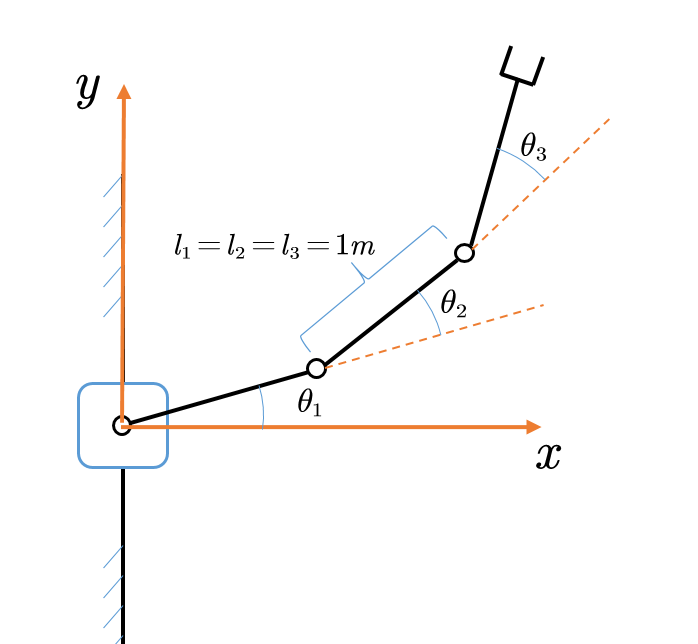 y
θ₃
l₁ = l₂ = l₃ = 1m
θ₂
θ₁
x